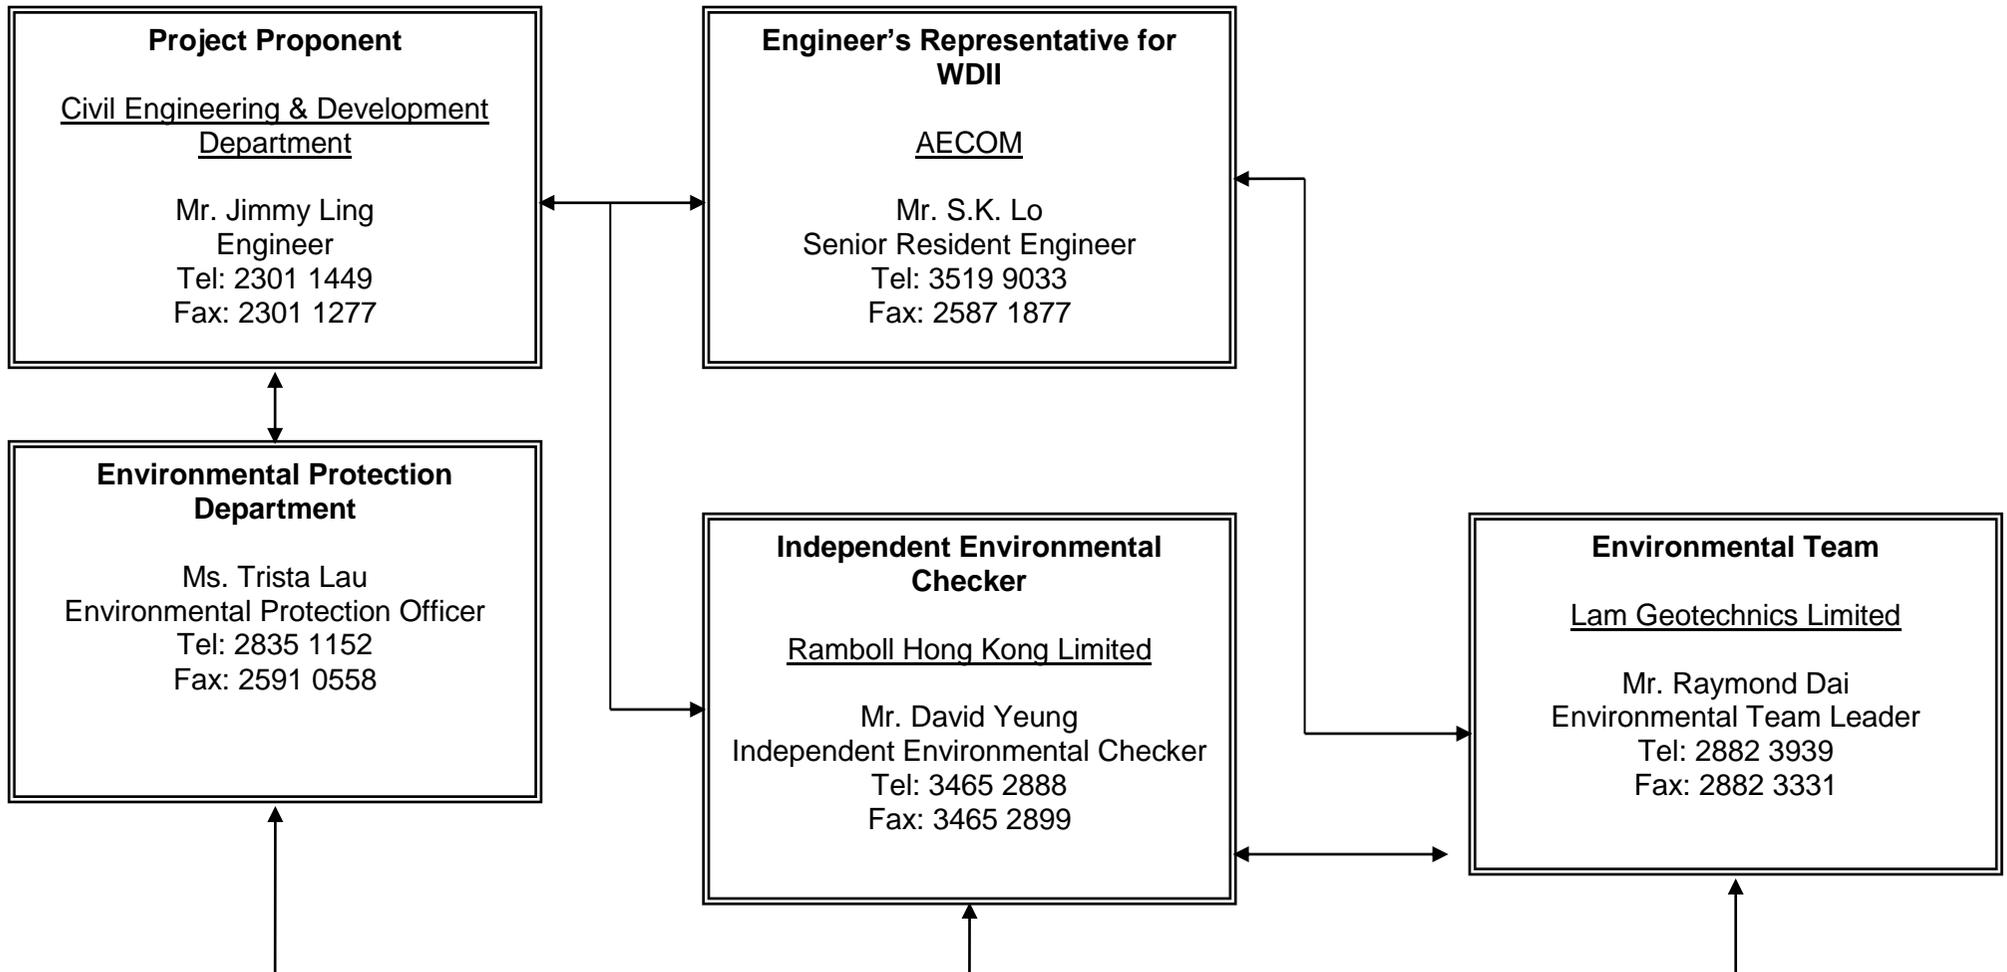 Project Proponent
Civil Engineering & Development
Department
Mr. Jimmy Ling
Engineer
Tel: 2301 1449
Fax: 2301 1277
Engineer’s Representative for
WDII
AECOM
Mr. S.K. Lo
Senior Resident Engineer
Tel: 3519 9033
Fax: 2587 1877
Environmental Protection
Department
Ms. Trista Lau
Environmental Protection Officer
Tel: 2835 1152
Fax: 2591 0558
Independent Environmental
Checker
Ramboll Hong Kong Limited
Mr. David Yeung
Independent Environmental Checker
Tel: 3465 2888
Fax: 3465 2899
Environmental Team
Lam Geotechnics Limited
Mr. Raymond Dai
Environmental Team Leader
Tel: 2882 3939
Fax: 2882 3331